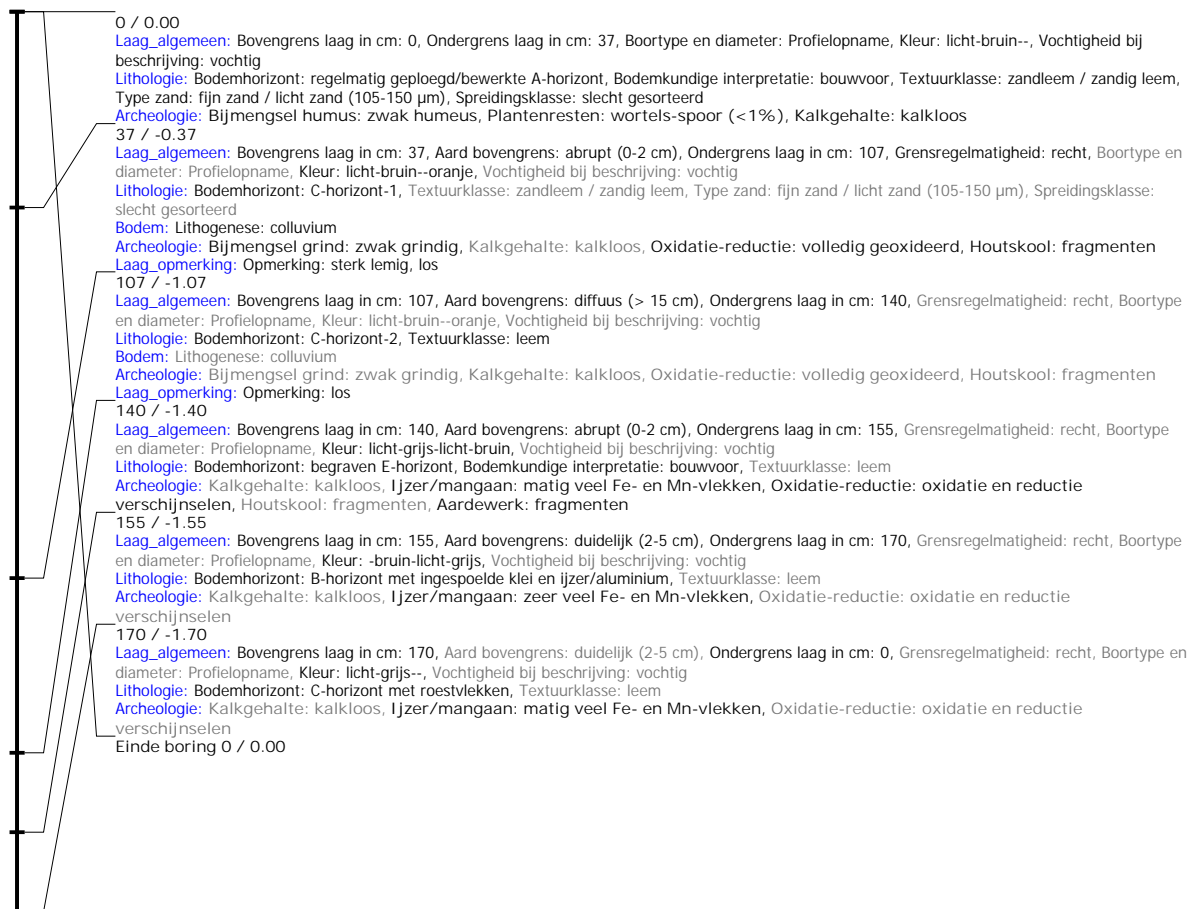 0 / 0.00
Laag_algemeen: Bovengrens laag in cm: 0, Ondergrens laag in cm: 37, Boortype en diameter: Profielopname, Kleur: licht-bruin--, Vochtigheid bij
beschrijving: vochtig
Lithologie: Bodemhorizont: regelmatig geploegd/bewerkte A-horizont, Bodemkundige interpretatie: bouwvoor, Textuurklasse: zandleem / zandig leem,
Type zand: fijn zand / licht zand (105-150 µm), Spreidingsklasse: slecht gesorteerd
Archeologie: Bijmengsel humus: zwak humeus, Plantenresten: wortels-spoor (<1%), Kalkgehalte: kalkloos
37 / -0.37
Laag_algemeen: Bovengrens laag in cm: 37, Aard bovengrens: abrupt (0-2 cm), Ondergrens laag in cm: 107, Grensregelmatigheid: recht, Boortype en
diameter: Profielopname, Kleur: licht-bruin--oranje, Vochtigheid bij beschrijving: vochtig
Lithologie: Bodemhorizont: C-horizont-1, Textuurklasse: zandleem / zandig leem, Type zand: fijn zand / licht zand (105-150 µm), Spreidingsklasse:
slecht gesorteerd
Bodem: Lithogenese: colluvium
Archeologie: Bijmengsel grind: zwak grindig, Kalkgehalte: kalkloos, Oxidatie-reductie: volledig geoxideerd, Houtskool: fragmenten
Laag_opmerking: Opmerking: sterk lemig, los
107 / -1.07
Laag_algemeen: Bovengrens laag in cm: 107, Aard bovengrens: diffuus (> 15 cm), Ondergrens laag in cm: 140, Grensregelmatigheid: recht, Boortype
en diameter: Profielopname, Kleur: licht-bruin--oranje, Vochtigheid bij beschrijving: vochtig
Lithologie: Bodemhorizont: C-horizont-2, Textuurklasse: leem
Bodem: Lithogenese: colluvium
Archeologie: Bijmengsel grind: zwak grindig, Kalkgehalte: kalkloos, Oxidatie-reductie: volledig geoxideerd, Houtskool: fragmenten
Laag_opmerking: Opmerking: los
140 / -1.40
Laag_algemeen: Bovengrens laag in cm: 140, Aard bovengrens: abrupt (0-2 cm), Ondergrens laag in cm: 155, Grensregelmatigheid: recht, Boortype
en diameter: Profielopname, Kleur: licht-grijs-licht-bruin, Vochtigheid bij beschrijving: vochtig
Lithologie: Bodemhorizont: begraven E-horizont, Bodemkundige interpretatie: bouwvoor, Textuurklasse: leem
Archeologie: Kalkgehalte: kalkloos, Ijzer/mangaan: matig veel Fe- en Mn-vlekken, Oxidatie-reductie: oxidatie en reductie
verschijnselen, Houtskool: fragmenten, Aardewerk: fragmenten
155 / -1.55
Laag_algemeen: Bovengrens laag in cm: 155, Aard bovengrens: duidelijk (2-5 cm), Ondergrens laag in cm: 170, Grensregelmatigheid: recht, Boortype
en diameter: Profielopname, Kleur: -bruin-licht-grijs, Vochtigheid bij beschrijving: vochtig
Lithologie: Bodemhorizont: B-horizont met ingespoelde klei en ijzer/aluminium, Textuurklasse: leem
Archeologie: Kalkgehalte: kalkloos, Ijzer/mangaan: zeer veel Fe- en Mn-vlekken, Oxidatie-reductie: oxidatie en reductie
verschijnselen
170 / -1.70
Laag_algemeen: Bovengrens laag in cm: 170, Aard bovengrens: duidelijk (2-5 cm), Ondergrens laag in cm: 0, Grensregelmatigheid: recht, Boortype en
diameter: Profielopname, Kleur: licht-grijs--, Vochtigheid bij beschrijving: vochtig
Lithologie: Bodemhorizont: C-horizont met roestvlekken, Textuurklasse: leem
Archeologie: Kalkgehalte: kalkloos, Ijzer/mangaan: matig veel Fe- en Mn-vlekken, Oxidatie-reductie: oxidatie en reductie
verschijnselen
Einde boring 0 / 0.00